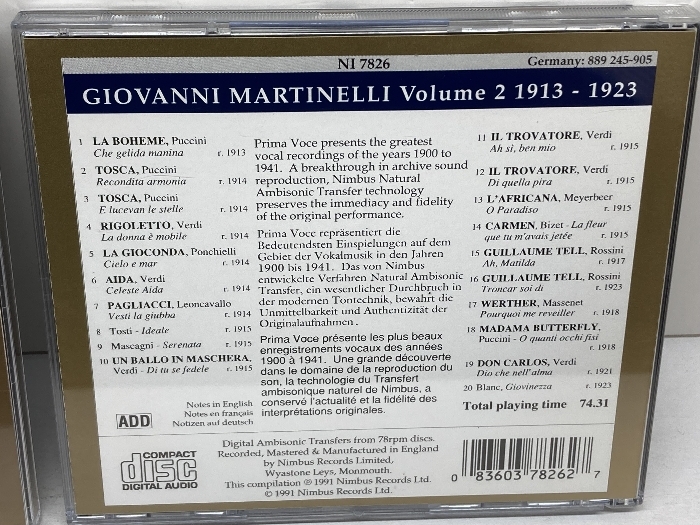 NI 7826
Germany: 889 245-905
GIOVANNI MARTINELLI Volume 2 1913 - 1923
1 LA BOHEME, Puccini
Che gelida manina r. 1913
2 TOSCA, Puccini
Recondita armonia r. 1914
3 TOSCA, Puccini
E lucevan le stelle r. 1914
4 RIGOLETTO, Verdi
La donna è mobile r. 1914
5 LA GIOCONDA, Ponchielli
Cielo e mar r. 1914
6 AIDA, Verdi
Celeste Aida r. 1914
7 PAGLIACCI, Leoncavallo
Vesti la giubba r. 1914
8 Tosti - Ideale r. 1915
9 Mascagni - Serenata r. 1915
10 UN BALLO IN MASCHERA,
Verdi - Di tu se fedele r. 1915
Notes in English
Notes en français
Notizen auf deutsch
ADD
Prima Voce presents the greatest
vocal recordings of the years 1900 to
1941. A breakthrough in archive sound
reproduction, Nimbus Natural
Ambisonic Transfer technology
preserves the immediacy and fidelity
of the original performance.
Prima Voce repräsentiert die
Bedeutendsten Einspielungen auf dem
Gebiet der Vokalmusik in den Jahren
1900 bis 1941. Das von Nimbus
entwickelte Verfahren Natural Ambisonic
Transfer, ein wesentlicher Durchbruch in
der modernen Tontechnik, bewahrt die
Unmittelbarkeit und Authentizität der
Originalaufnahmen.
Prima Voce présente les plus beaux
enregistrements vocaux des années
1900 à 1941. Une grande découverte
dans le domaine de la reproduction du
son, la technologie du Transfert
ambisonique naturel de Nimbus, a
conservé l'actualité et la fidélité des
interprétations originales.
11 IL TROVATORE, Verdi
Ah si, ben mio r. 1915
12 IL TROVATORE, Verdi
Di quella pira r. 1915
13 L'AFRICANA, Meyerbeer
O Paradiso r. 1915
14 CARMEN, Bizet - La fleur
que tu m'avais jetée r. 1915
15 GUILLAUME TELL, Rossini
Ah, Matilda r. 1917
16 GUILLAUME TELL, Rossini
Troncar soi di r. 1923
17 WERTHER, Massenet
Pourquoi me reveiller r. 1918
18 MADAMA BUTTERFLY,
Puccini - O quanti occhi fisi
r. 1918
19 DON CARLOS, Verdi
Dio che nell'alma r. 1921
20 Blanc, Giovinezza r. 1923
Total playing time 74.31
COMPACT
disc
DIGITAL AUDIO
Digital Ambisonic Transfers from 78rpm discs.
Recorded, Mastered & Manufactured in England
by Nimbus Records Limited,
Wyastone Leys, Monmouth.
This compilation ℗ 1991 Nimbus Records Ltd.
© 1991 Nimbus Records Ltd.
0 83603 78262 7